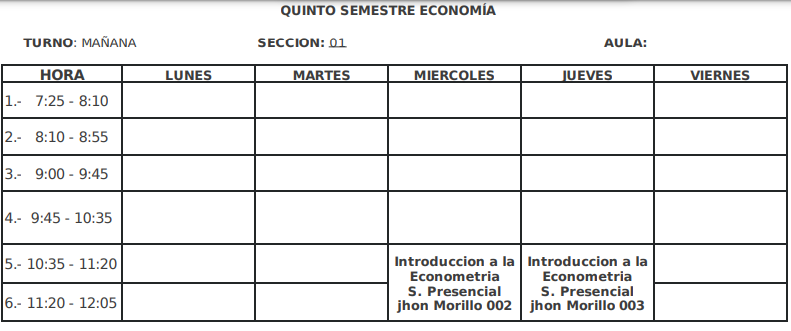 QUINTO SEMESTRE ECONOMÍA
TURNO: MAÑANA SECCION: 01 AULA:
HORA LUNES MARTES MIERCOLES JUEVES VIERNES
1.- 7:25 - 8:10
2.- 8:10 - 8:55
3.- 9:00 - 9:45
4.- 9:45 - 10:35
5.- 10:35 - 11:20
6.- 11:20 - 12:05
Introduccion a la
Econometria
S. Presencial
jhon Morillo 002
Introduccion a la
Econometria
S. Presencial
jhon Morillo 003